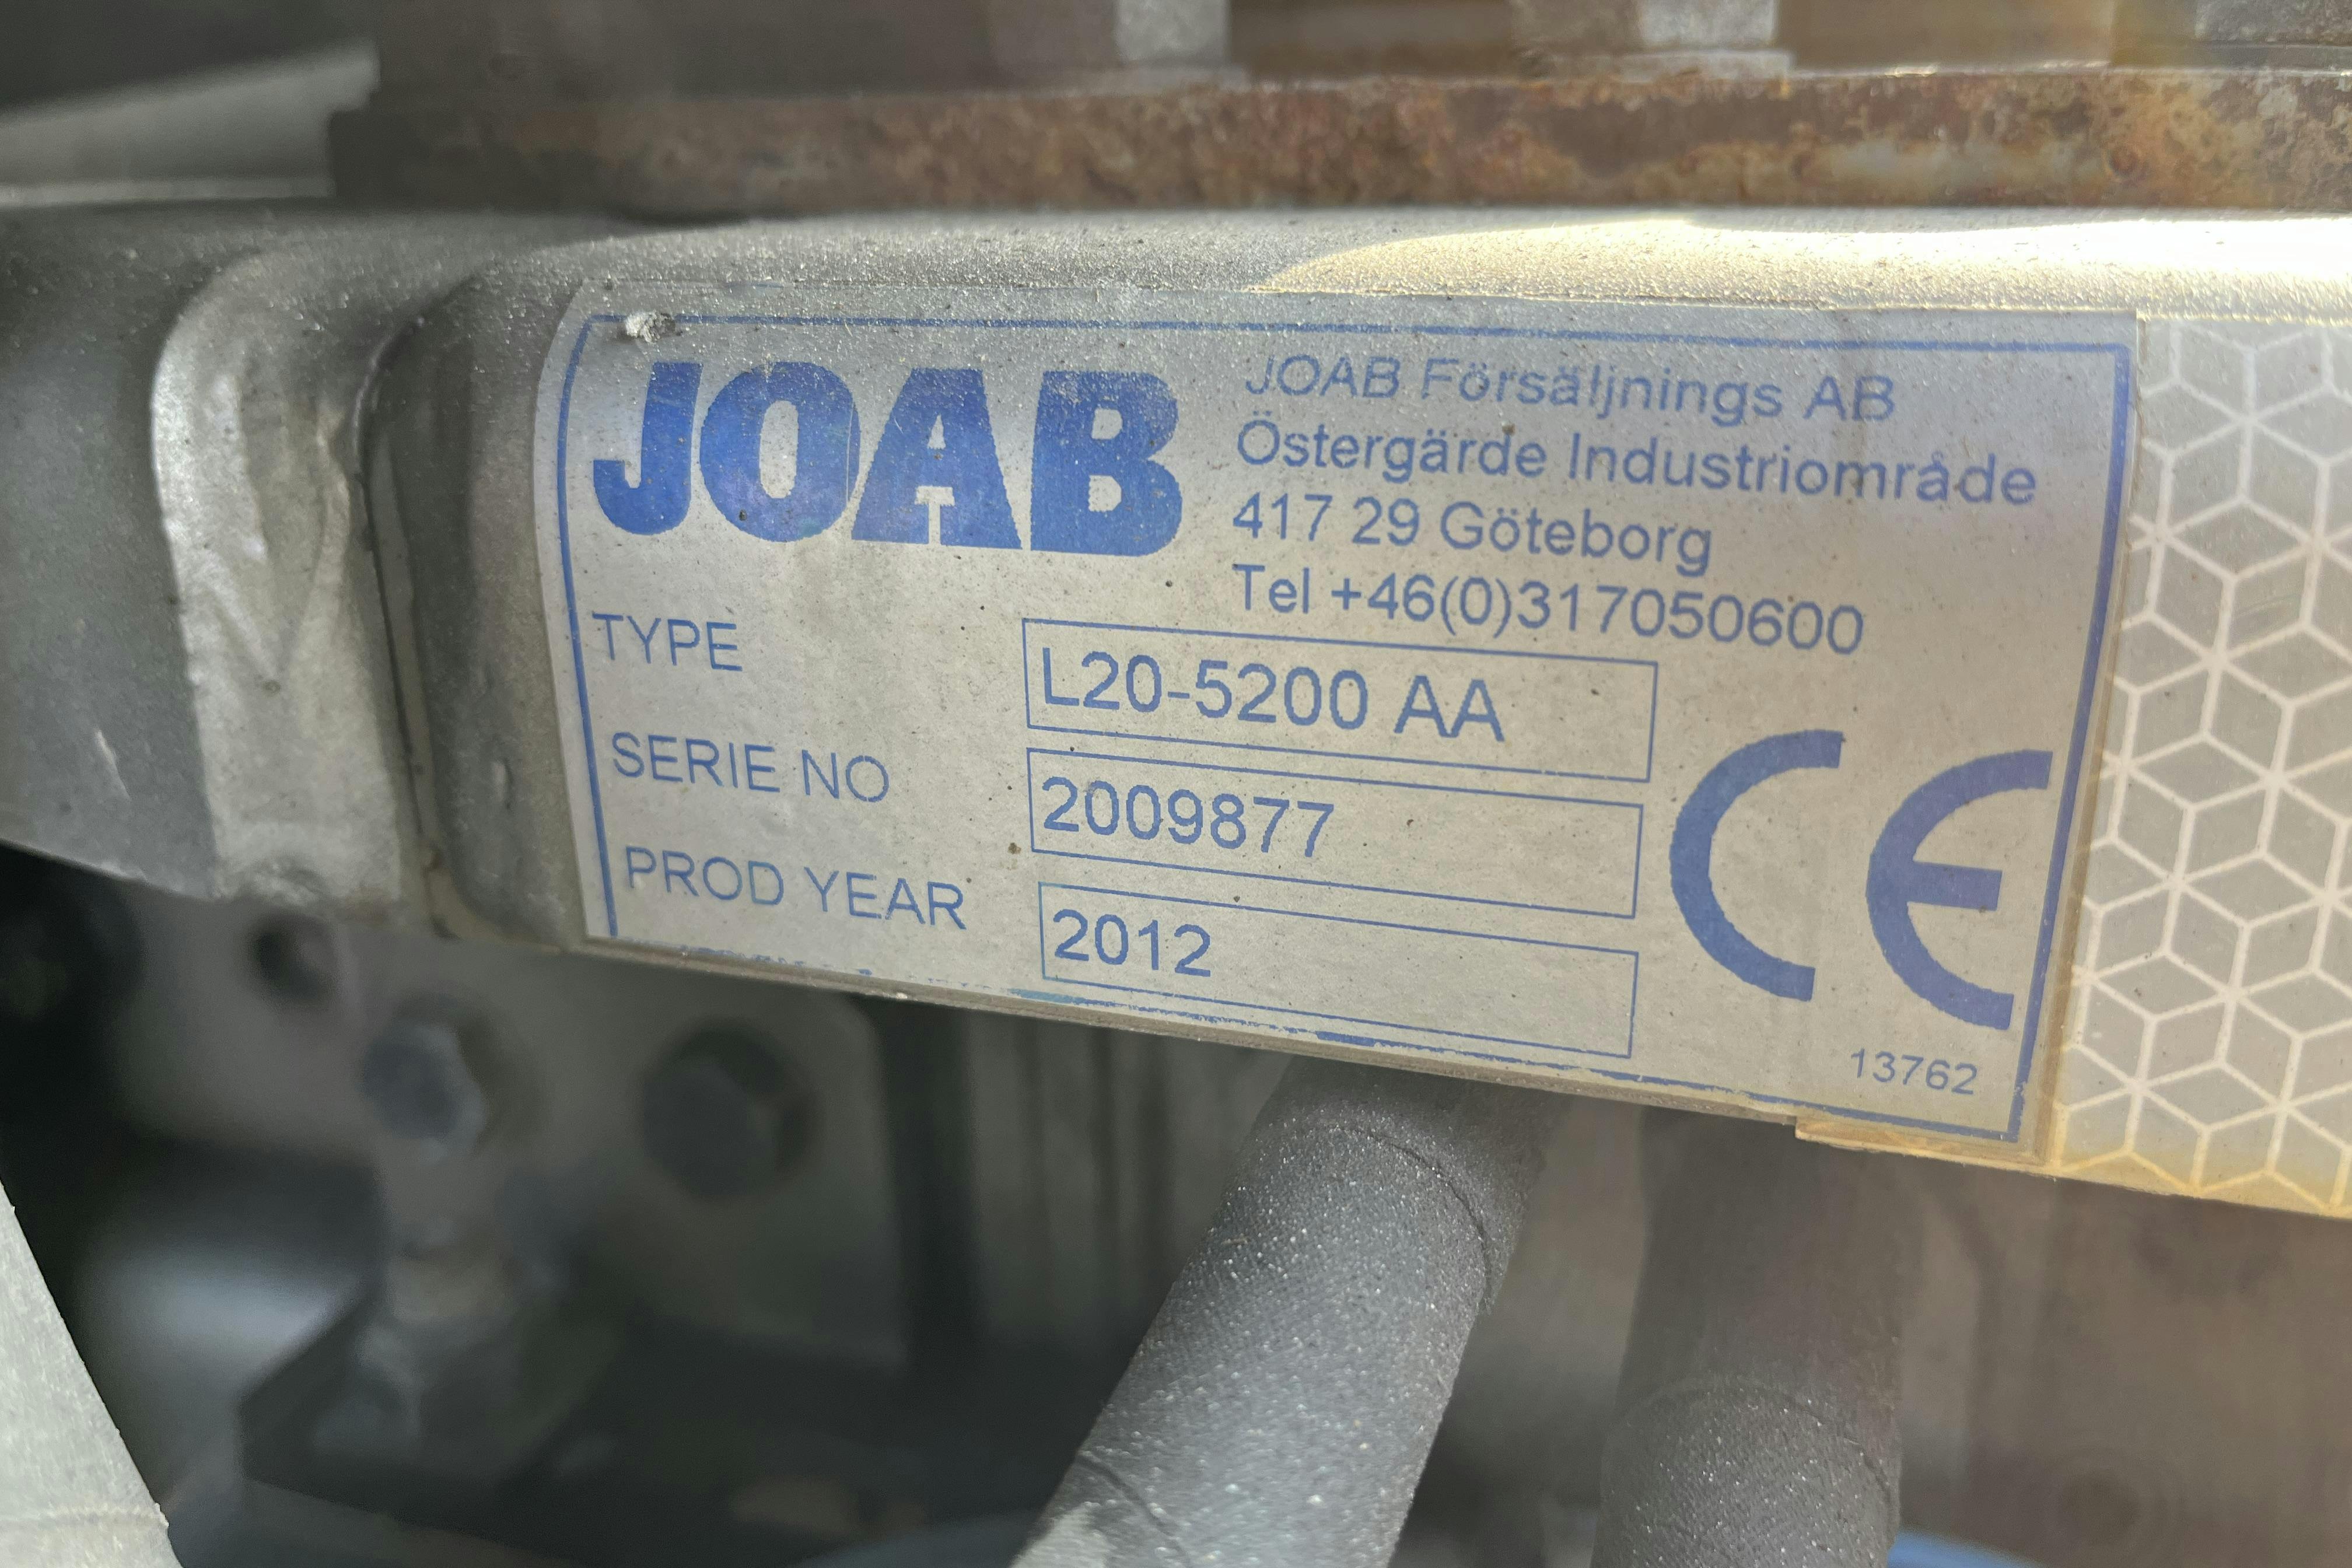 JOAB
JOAB Försäljnings AB
Östergärde Industriområde
417 29 Göteborg
Tel +46(0)317050600
TYPE L20-5200 AA
SERIE NO 2009877
PROD YEAR 2012
CE
13762